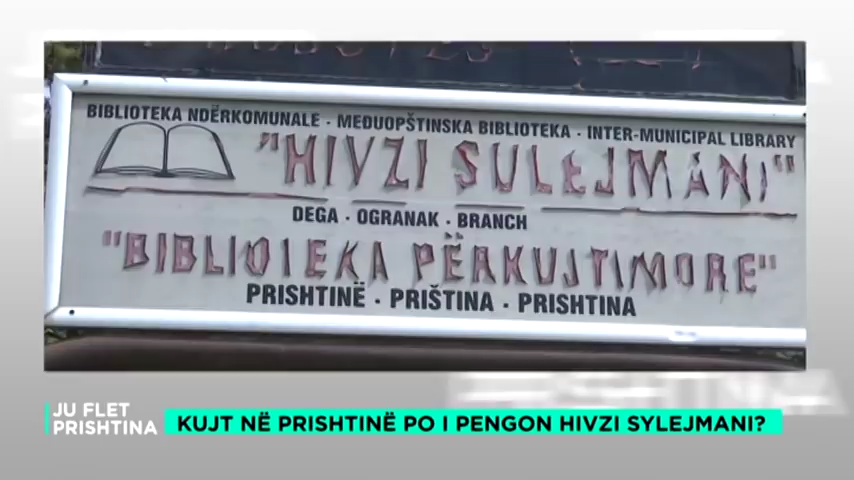 BIBLIOTEKA NDËRKOMUNALE · MEĐUOPŠTINSKA BIBLIOTEKA · INTER-MUNICIPAL LIBRARY
"HIVZI SULEJMANI"
DEGA · OGRANAK · BRANCH
"BIBLIOTEKA PËRKUJTIMORE"
PRISHTINË · PRIŠTINA · PRISHTINA
JU FLET
PRISHTINA
KUJT NË PRISHTINË PO I PENGON HIVZI SYLEJMANI?